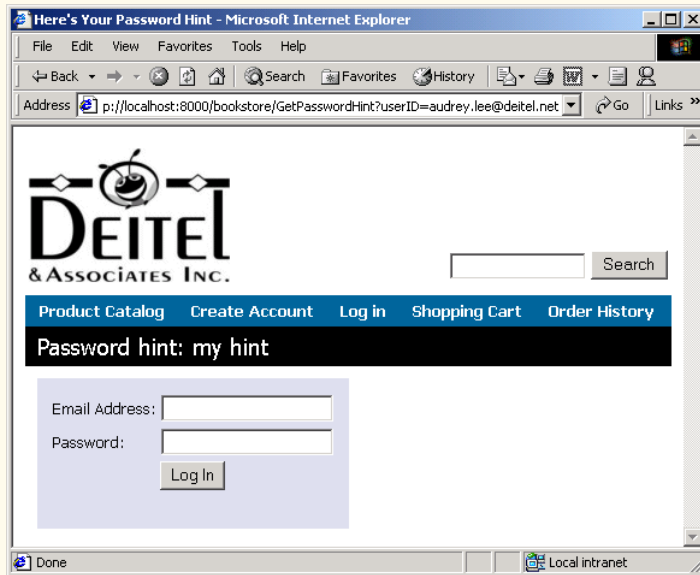 Here's Your Password Hint - Microsoft Internet Explorer
File Edit View Favorites Tools Help
Back Search Favorites History
Address p://localhost:8000/bookstore/GetPasswordHint?userID=audrey.lee@deitel.net Go Links »
DEITEL
& ASSOCIATES INC.
Search
Product Catalog Create Account Log in Shopping Cart Order History
Password hint: my hint
Email Address:
Password:
Log In
Done Local intranet